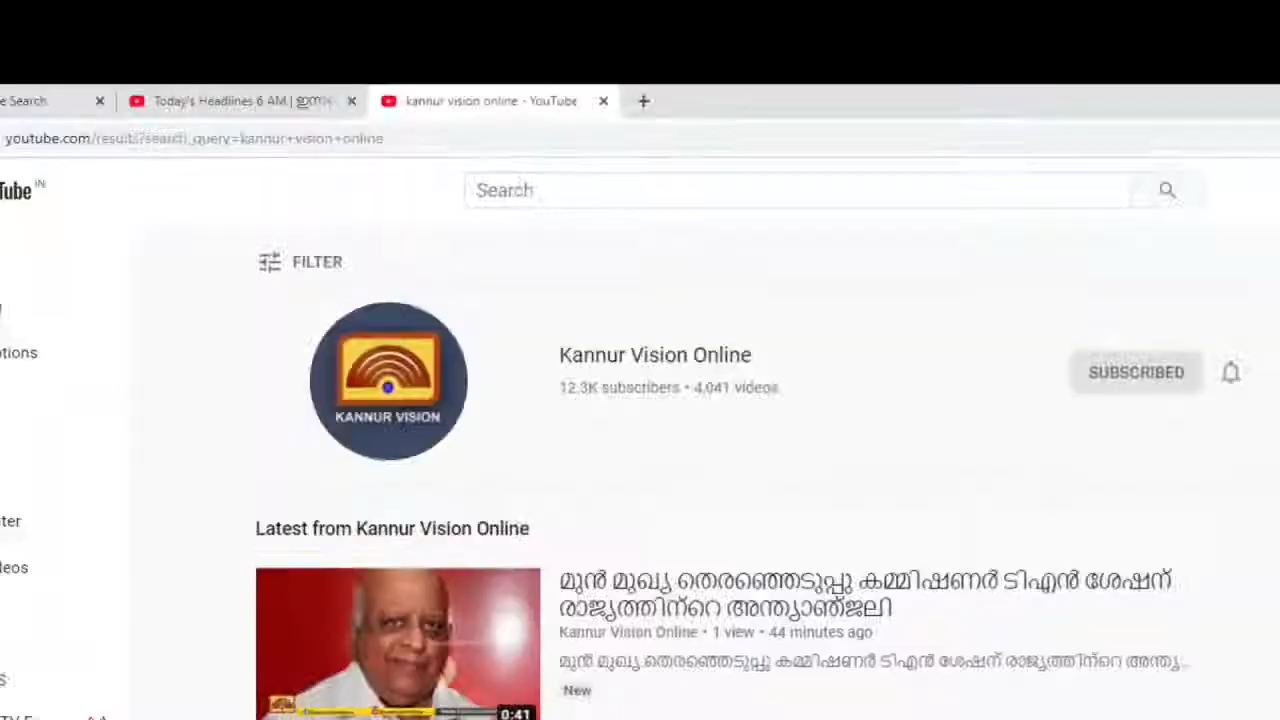 e Search
Today's Headlines 6 AM |
kannur vision online - YouTube
youtube.com/results?search_query=kannur+vision+online
Tube IN
Search
FILTER
KANNUR VISION
Kannur Vision Online
12.3K subscribers • 4,041 videos
SUBSCRIBED
Latest from Kannur Vision Online
മുൻ മുഖ്യ തെരഞ്ഞെടുപ്പു കമ്മിഷണർ ടിഎൻ ശേഷന്
രാജ്യത്തിന്റെ അന്ത്യാഞ്ജലി
Kannur Vision Online • 1 view • 44 minutes ago
മുൻ മുഖ്യ തെരഞ്ഞെടുപ്പു കമ്മിഷണർ ടിഎൻ ശേഷന് രാജ്യത്തിന്റെ അന്ത്യ...
New
0:41